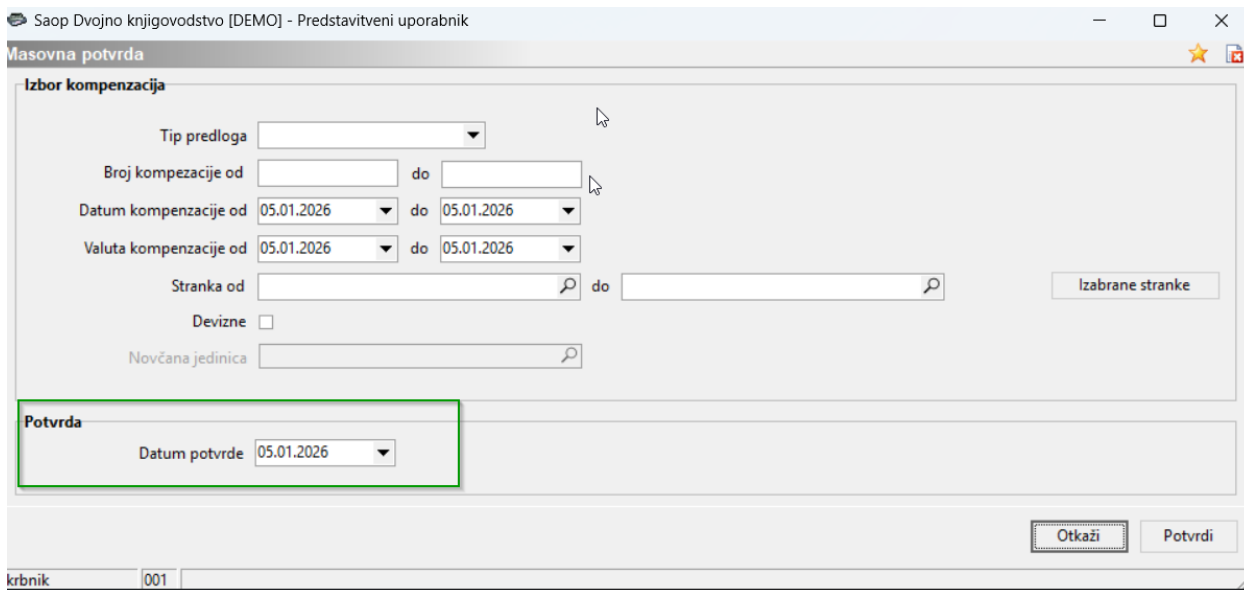 Saop Dvojno knjigovodstvo [DEMO] - Predstavitveni uporabnik
Masovna potvrda
Izbor kompenzacija
Tip predloga
Broj kompezacije od do
Datum kompenzacije od 05.01.2026 do 05.01.2026
Valuta kompenzacije od 05.01.2026 do 05.01.2026
Stranka od do Izabrane stranke
Devizne
Novčana jedinica
Potvrda
Datum potvrde 05.01.2026
Otkaži Potvrdi
krbnik 001